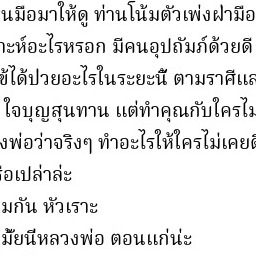 นมือมาให้ดู ท่านโน้มตัวเพ่งฝ่ามือ
าะห์อะไรหรอก มีคนอุปถัมภ์ด้วยดี
ข้ได้ป่วยอะไรในระยะนี้ ตามราศีแล
ใจบุญสุนทาน แต่ทำคุณกับใครไม
งพ่อว่าจริงๆ ทำอะไรให้ใครไม่เคยดี
รือเปล่าล่ะ
มกัน หัวเราะ
มั้ยนีหลวงพ่อ ตอนแก่น่ะ